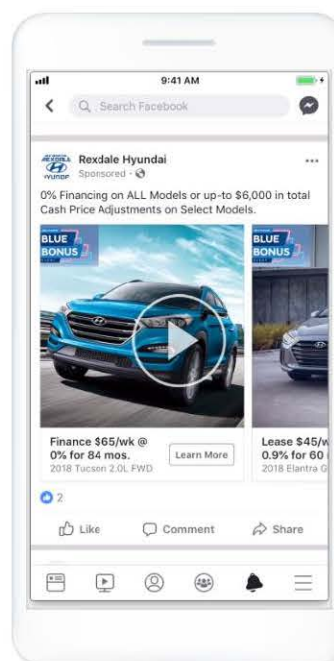 9:41 AM
Search Facebook
Rexdale Hyundai
Sponsored ·
0% Financing on ALL Models or up-to $6,000 in total
Cash Price Adjustments on Select Models.
BLUE
BONUS
BLUE
BONUS
Finance $65/wk @
0% for 84 mos.
2018 Tucson 2.0L FWD
Learn More
Lease $45/w
0.9% for 60
2018 Elantra G
2
Like
Comment
Share